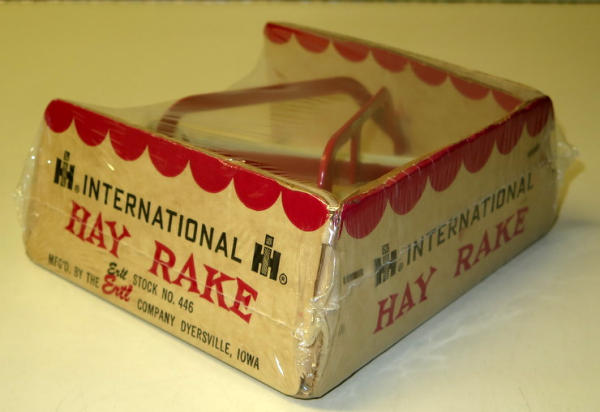 IH® INTERNATIONAL IH®
HAY RAKE
Ertl STOCK NO. 446
MFG'D. BY THE Ertl COMPANY DYERSVILLE, IOWA
IH® INTERNATIONAL
HAY RAKE